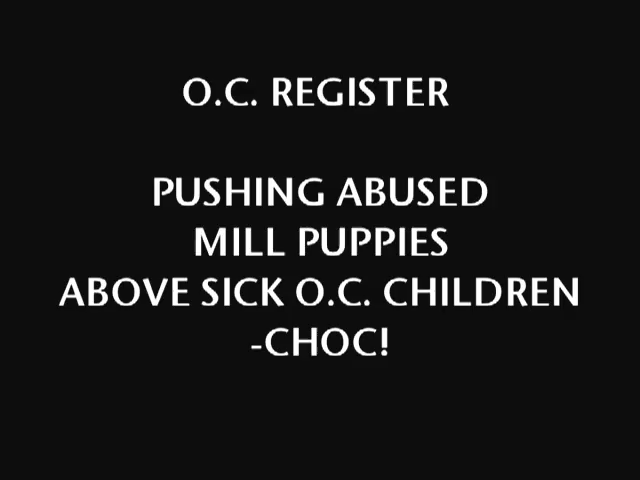 O.C. REGISTER
PUSHING ABUSED
MILL PUPPIES
ABOVE SICK O.C. CHILDREN
-CHOC!